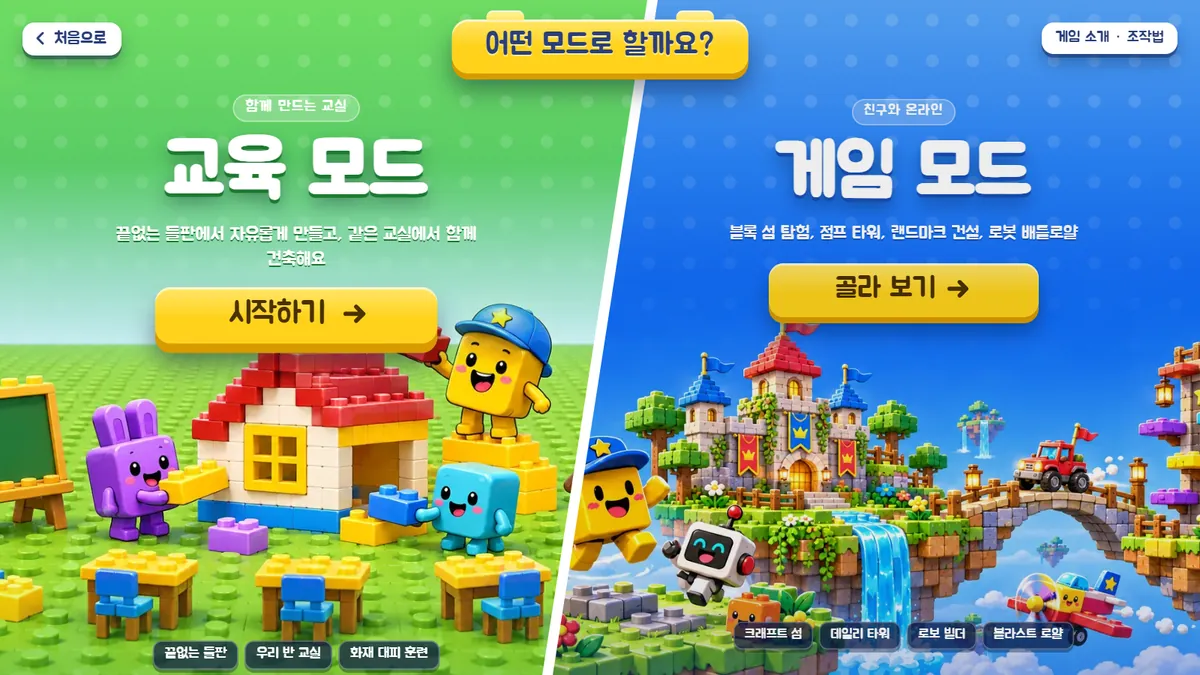 처음으로
어떤 모드로 할까요?
게임 소개 · 조작법
함께 만드는 교실
교육 모드
끝없는 들판에서 자유롭게 만들고, 같은 교실에서 함께
건축해요
시작하기 →
끝없는 들판
우리 반 교실
화재 대피 훈련
친구와 온라인
게임 모드
블록 섬 탐험, 점프 타워, 랜드마크 건설, 로봇 배틀로얄
골라 보기 →
크래프트 섬
데일리 타워
로보 빌더
블라스트 로얄